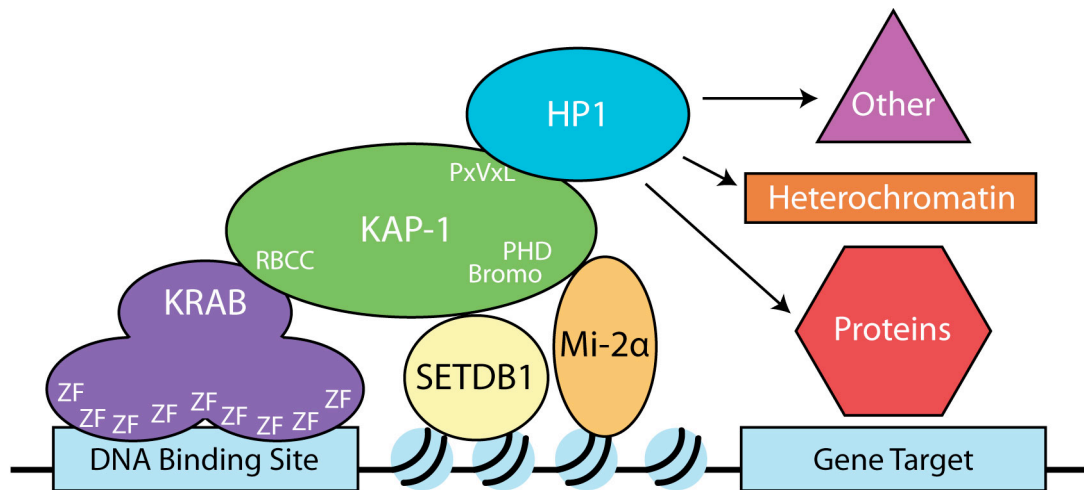 HP1
Other
PxVxL
Heterochromatin
KAP-1
RBCC
PHD
Bromo
KRAB
SETDB1
Mi-2α
Proteins
ZF
ZF
ZF
ZF
ZF
ZF
ZF
ZF
ZF
DNA Binding Site
Gene Target